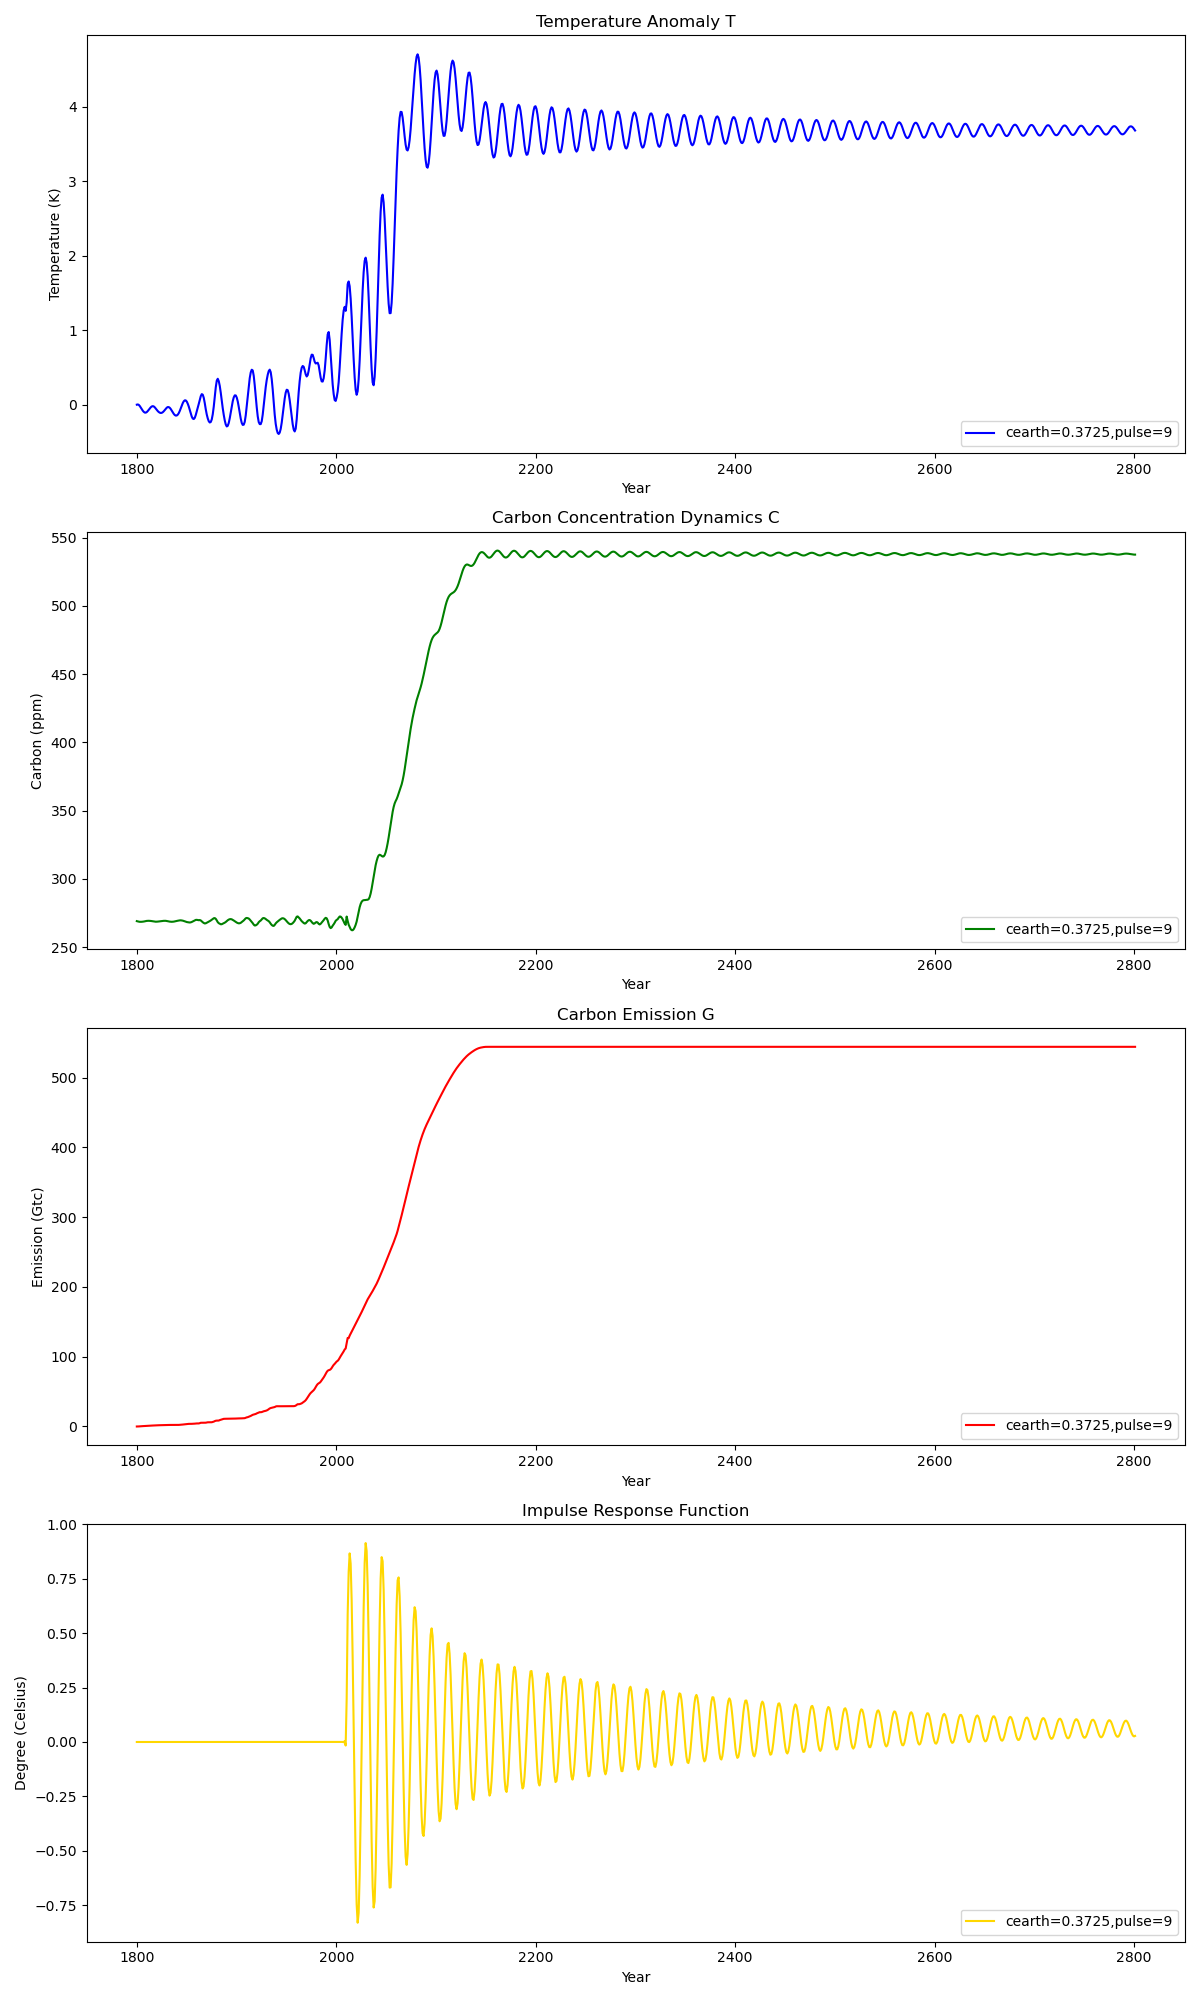 Temperature Anomaly T
Temperature (K)
4
3
2
1
0
cearth=0.3725,pulse=9
1800 2000 2200 2400 2600 2800
Year
Carbon Concentration Dynamics C
Carbon (ppm)
550
500
450
400
350
300
250
cearth=0.3725,pulse=9
1800 2000 2200 2400 2600 2800
Year
Carbon Emission G
Emission (Gtc)
500
400
300
200
100
0
cearth=0.3725,pulse=9
1800 2000 2200 2400 2600 2800
Year
Impulse Response Function
Degree (Celsius)
1.00
0.75
0.50
0.25
0.00
−0.25
−0.50
−0.75
cearth=0.3725,pulse=9
1800 2000 2200 2400 2600 2800
Year